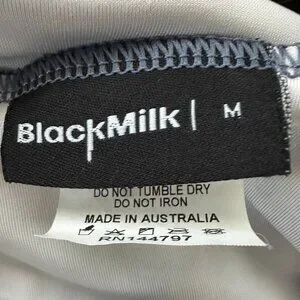 BlackMilk | M
DO NOT TUMBLE DRY
DO NOT IRON
MADE IN AUSTRALIA
RN144797